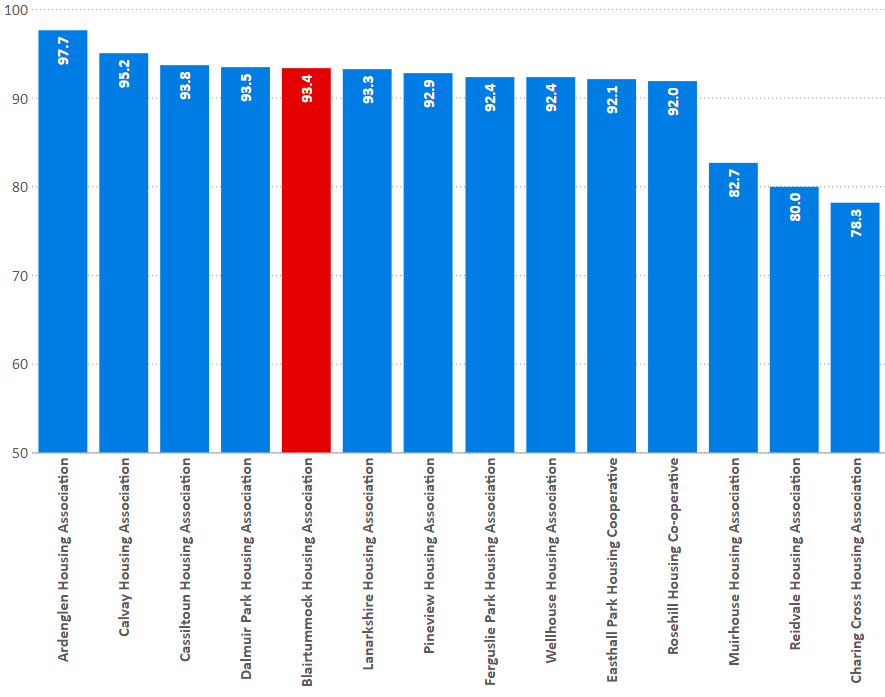 100
90
80
70
60
50
97.7
95.2
93.8
93.5
93.4
93.3
92.9
92.4
92.4
92.1
92.0
82.7
80.0
78.3
Ardenglen Housing Association
Calvay Housing Association
Cassiltoun Housing Association
Dalmuir Park Housing Association
Blairtummock Housing Association
Lanarkshire Housing Association
Pineview Housing Association
Ferguslie Park Housing Association
Wellhouse Housing Association
Easthall Park Housing Cooperative
Rosehill Housing Co-operative
Muirhouse Housing Association
Reidvale Housing Association
Charing Cross Housing Association